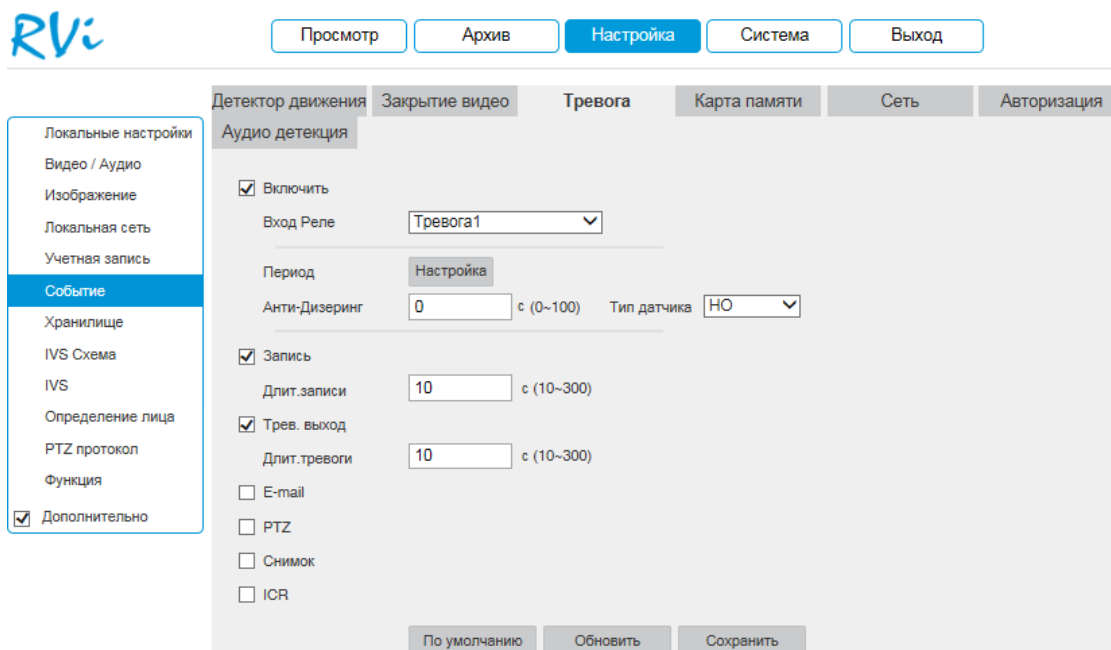 RVi
Просмотр Архив Настройка Система Выход
Детектор движения Закрытие видео Тревога Карта памяти Сеть Авторизация
Аудио детекция
Локальные настройки
Видео / Аудио
Изображение
Локальная сеть
Учетная запись
Событие
Хранилище
IVS Схема
IVS
Определение лица
PTZ протокол
Функция
Дополнительно
Включить
Вход Реле Тревога1
Период Настройка
Анти-Дизеринг 0 с (0~100) Тип датчика НО
Запись
Длит.записи 10 с (10~300)
Трев. выход
Длит.тревоги 10 с (10~300)
E-mail
PTZ
Снимок
ICR
По умолчанию Обновить Сохранить